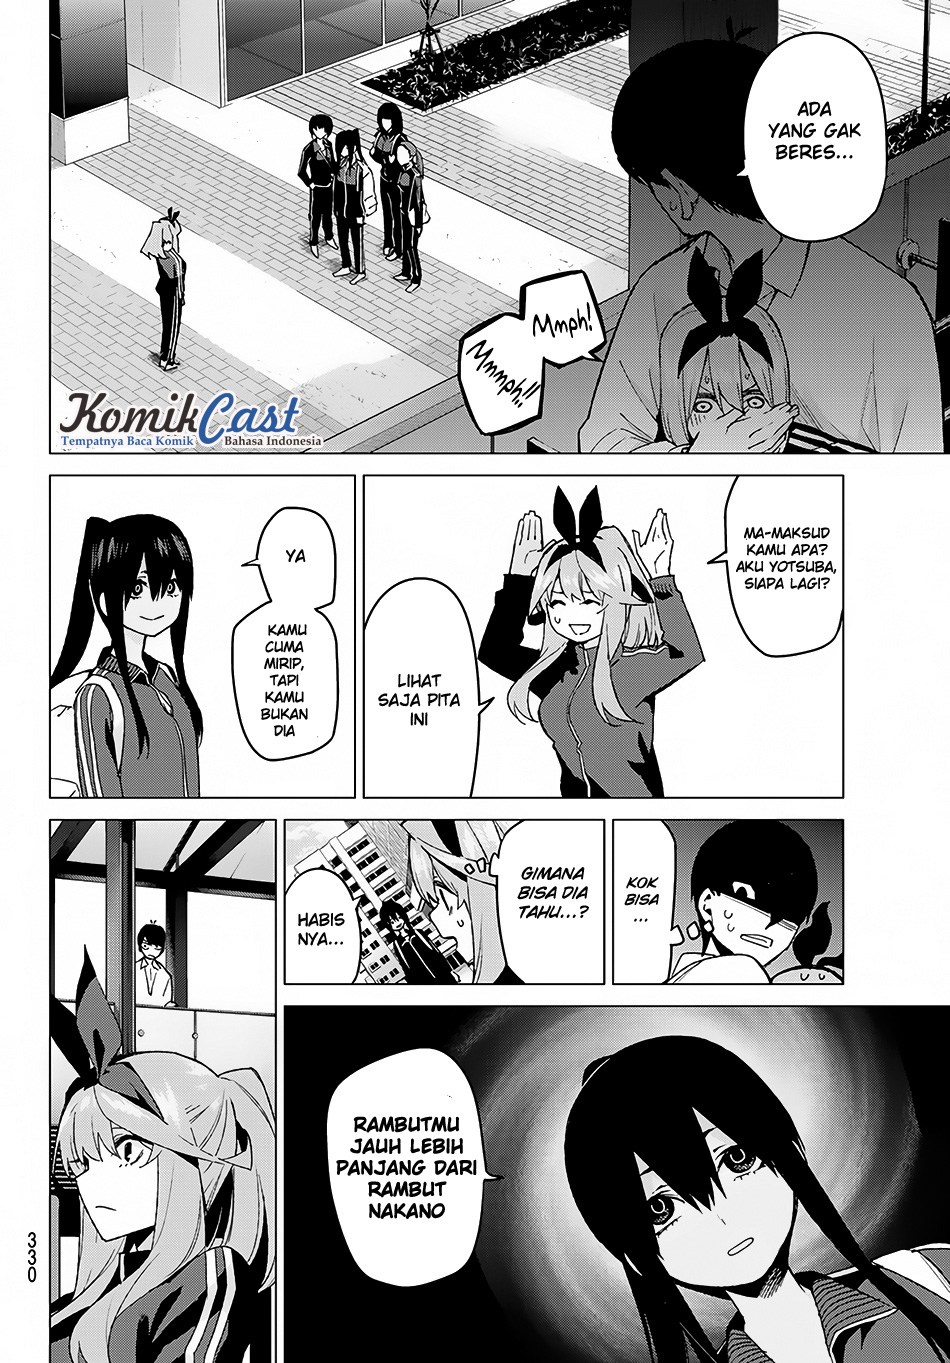 ADA
YANG GAK
BERES...
Mmph!
Mmmph!!
KomikCast
Tempatnya Baca Komik Bahasa Indonesia
MA-MAKSUD
KAMU APA?
AKU YOTSUBA,
SIAPA LAGI?
LIHAT
SAJA PITA
INI
YA
KAMU
CUMA
MIRIP,
TAPI
KAMU
BUKAN
DIA
KOK
BISA
...
GIMANA
BISA DIA
TAHU...?
HABIS
NYA...
RAMBUTMU
JAUH LEBIH
PANJANG DARI
RAMBUT
NAKANO
330